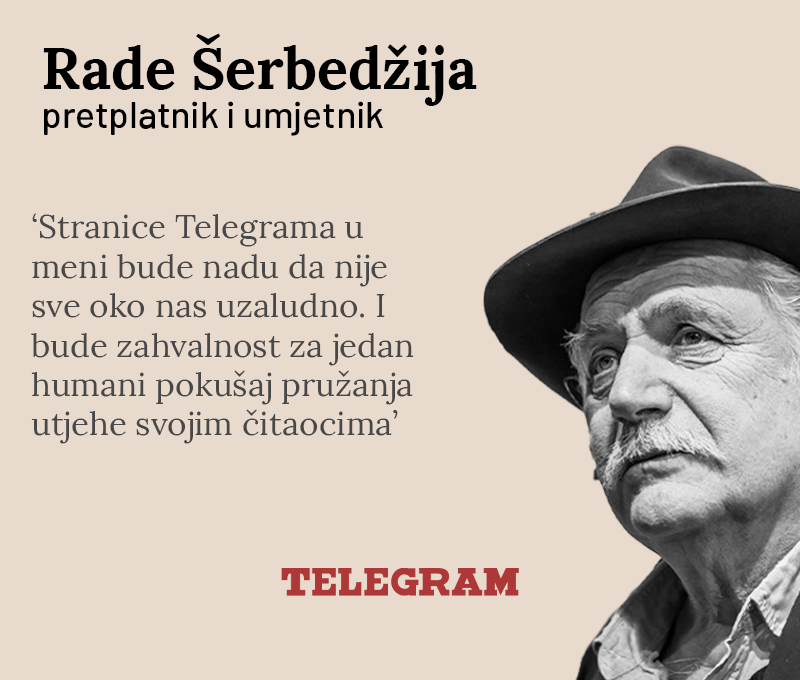 Rade Šerbedžija
pretplatnik i umjetnik
‘Stranice Telegrama u
meni bude nadu da nije
sve oko nas uzaludno. I
bude zahvalnost za jedan
humani pokušaj pružanja
utjehe svojim čitaocima’
TELEGRAM